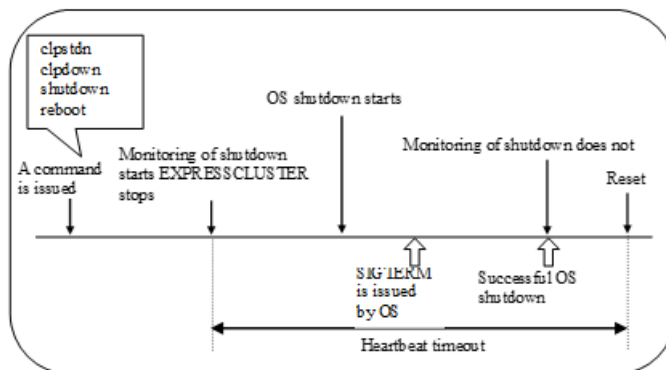 clpstdn
clpdown
shutdown
reboot
OS shutdown starts
A command
is issued
Monitoring of shutdown
starts EXPRESSCLUSTER
stops
Monitoring of shutdown does not
Reset
SIGTERM
is issued
by OS
Successful OS
shutdown
Heartbeat timeout